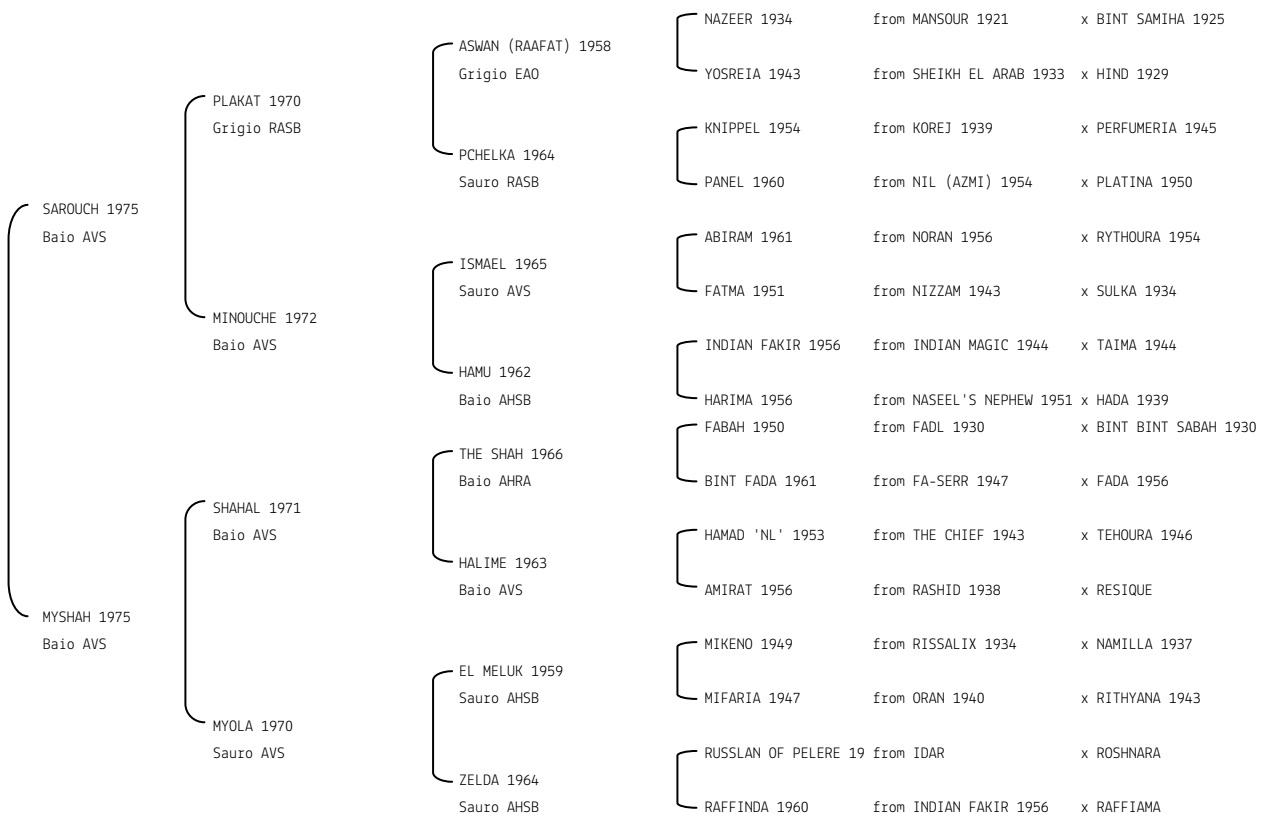 NAZEER 1934 from MANSOUR 1921 x BINT SAMIHA 1925
ASWAN (RAAFAT) 1958
Grigio EAO YOSREIA 1943 from SHEIKH EL ARAB 1933 x HIND 1929
PLAKAT 1970
Grigio RASB KNIPPEL 1954 from KOREJ 1939 x PERFUMERIA 1945
PCHELKA 1964
Sauro RASB PANEL 1960 from NIL (AZMI) 1954 x PLATINA 1950
SAROUCH 1975
Baio AVS ABIRAM 1961 from NORAN 1956 x RYTHOURA 1954
ISMAEL 1965
Sauro AVS FATMA 1951 from NIZZAM 1943 x SULKA 1934
MINOUCHE 1972
Baio AVS INDIAN FAKIR 1956 from INDIAN MAGIC 1944 x TAIMA 1944
HAMU 1962
Baio AHSB HARIMA 1956 from NASEEL'S NEPHEW 1951 x HADA 1939
FABAH 1950 from FADL 1930 x BINT BINT SABAH 1930
THE SHAH 1966
Baio AHRA BINT FADA 1961 from FA-SERR 1947 x FADA 1956
SHAHAL 1971
Baio AVS HAMAD 'NL' 1953 from THE CHIEF 1943 x TEHOURA 1946
HALIME 1963
Baio AVS AMIRAT 1956 from RASHID 1938 x RESIQUE
MYSHAH 1975
Baio AVS MIKENO 1949 from RISSALIX 1934 x NAMILLA 1937
EL MELUK 1959
Sauro AHSB MIFARIA 1947 from ORAN 1940 x RITHYANA 1943
MYOLA 1970
Sauro AVS RUSSLAN OF PELERE 19 from IDAR x ROSHNARA
ZELDA 1964
Sauro AHSB RAFFINDA 1960 from INDIAN FAKIR 1956 x RAFFIAMA